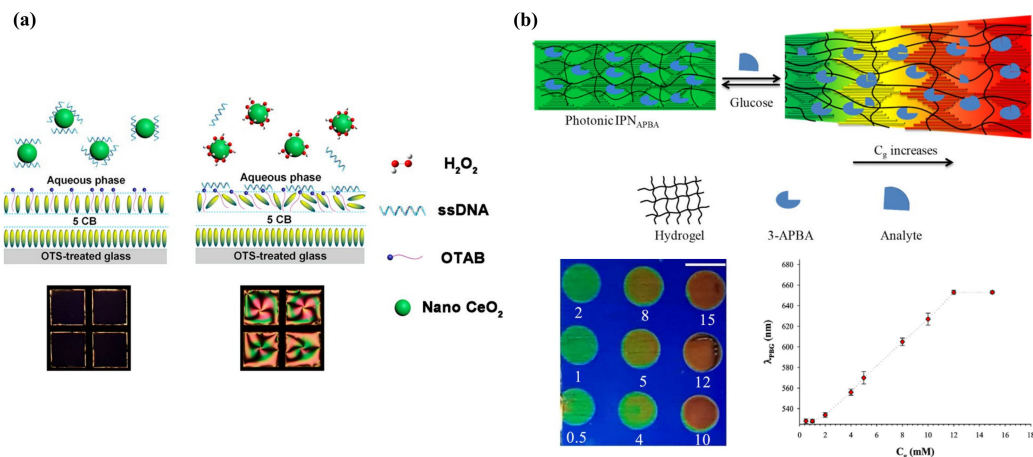 (a)
Aqueous phase
5 CB
OTS-treated glass
Aqueous phase
5 CB
OTS-treated glass
H2O2
ssDNA
OTAB
Nano CeO2
(b)
Photonic IPNAPBA
Glucose
Cg increases
Hydrogel
3-APBA
Analyte
2
8
15
1
5
12
0.5
4
10
λPBG (nm)
680
660
640
620
600
580
560
540
0
2
4
6
8
10
12
14
16
18
Cg (mM)